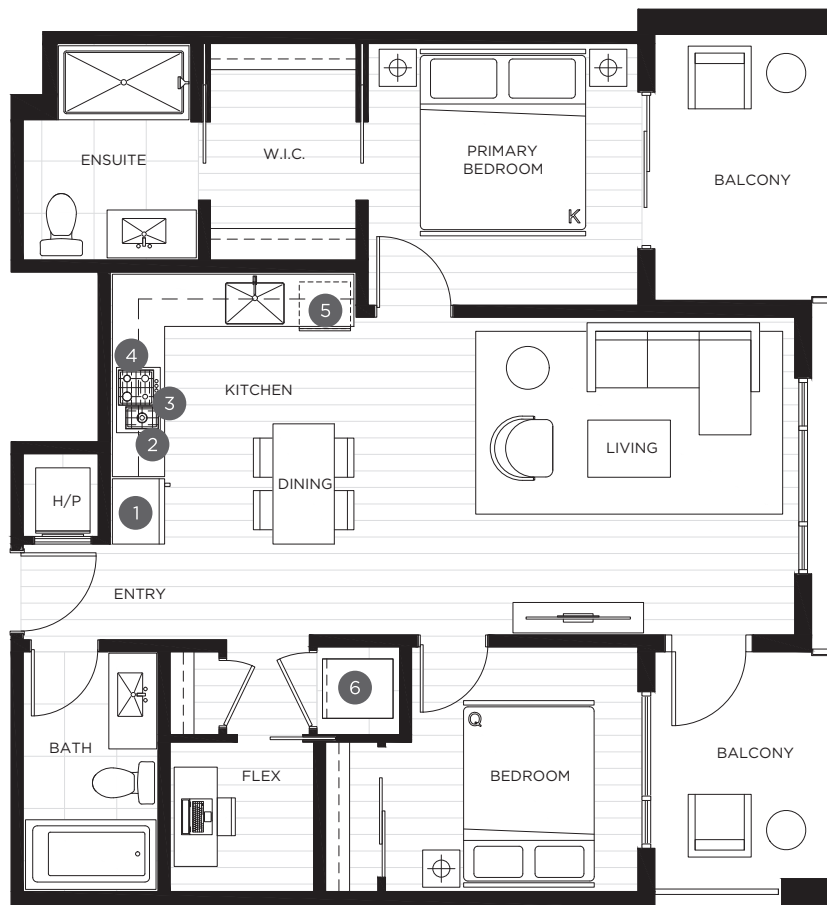 ENSUITE
W.I.C.
PRIMARY
BEDROOM
K
BALCONY
5
4
KITCHEN
3
2
LIVING
DINING
H/P
1
ENTRY
6
Q
BATH
FLEX
BEDROOM
BALCONY